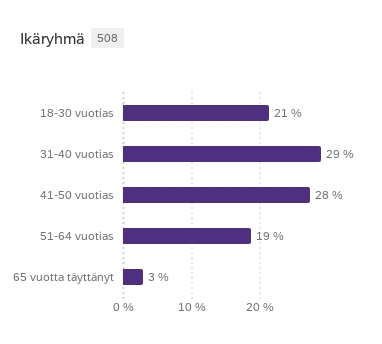 Ikäryhmä 508
18-30 vuotias 21 %
31-40 vuotias 29 %
41-50 vuotias 28 %
51-64 vuotias 19 %
65 vuotta täyttänyt 3 %
0 % 10 % 20 %